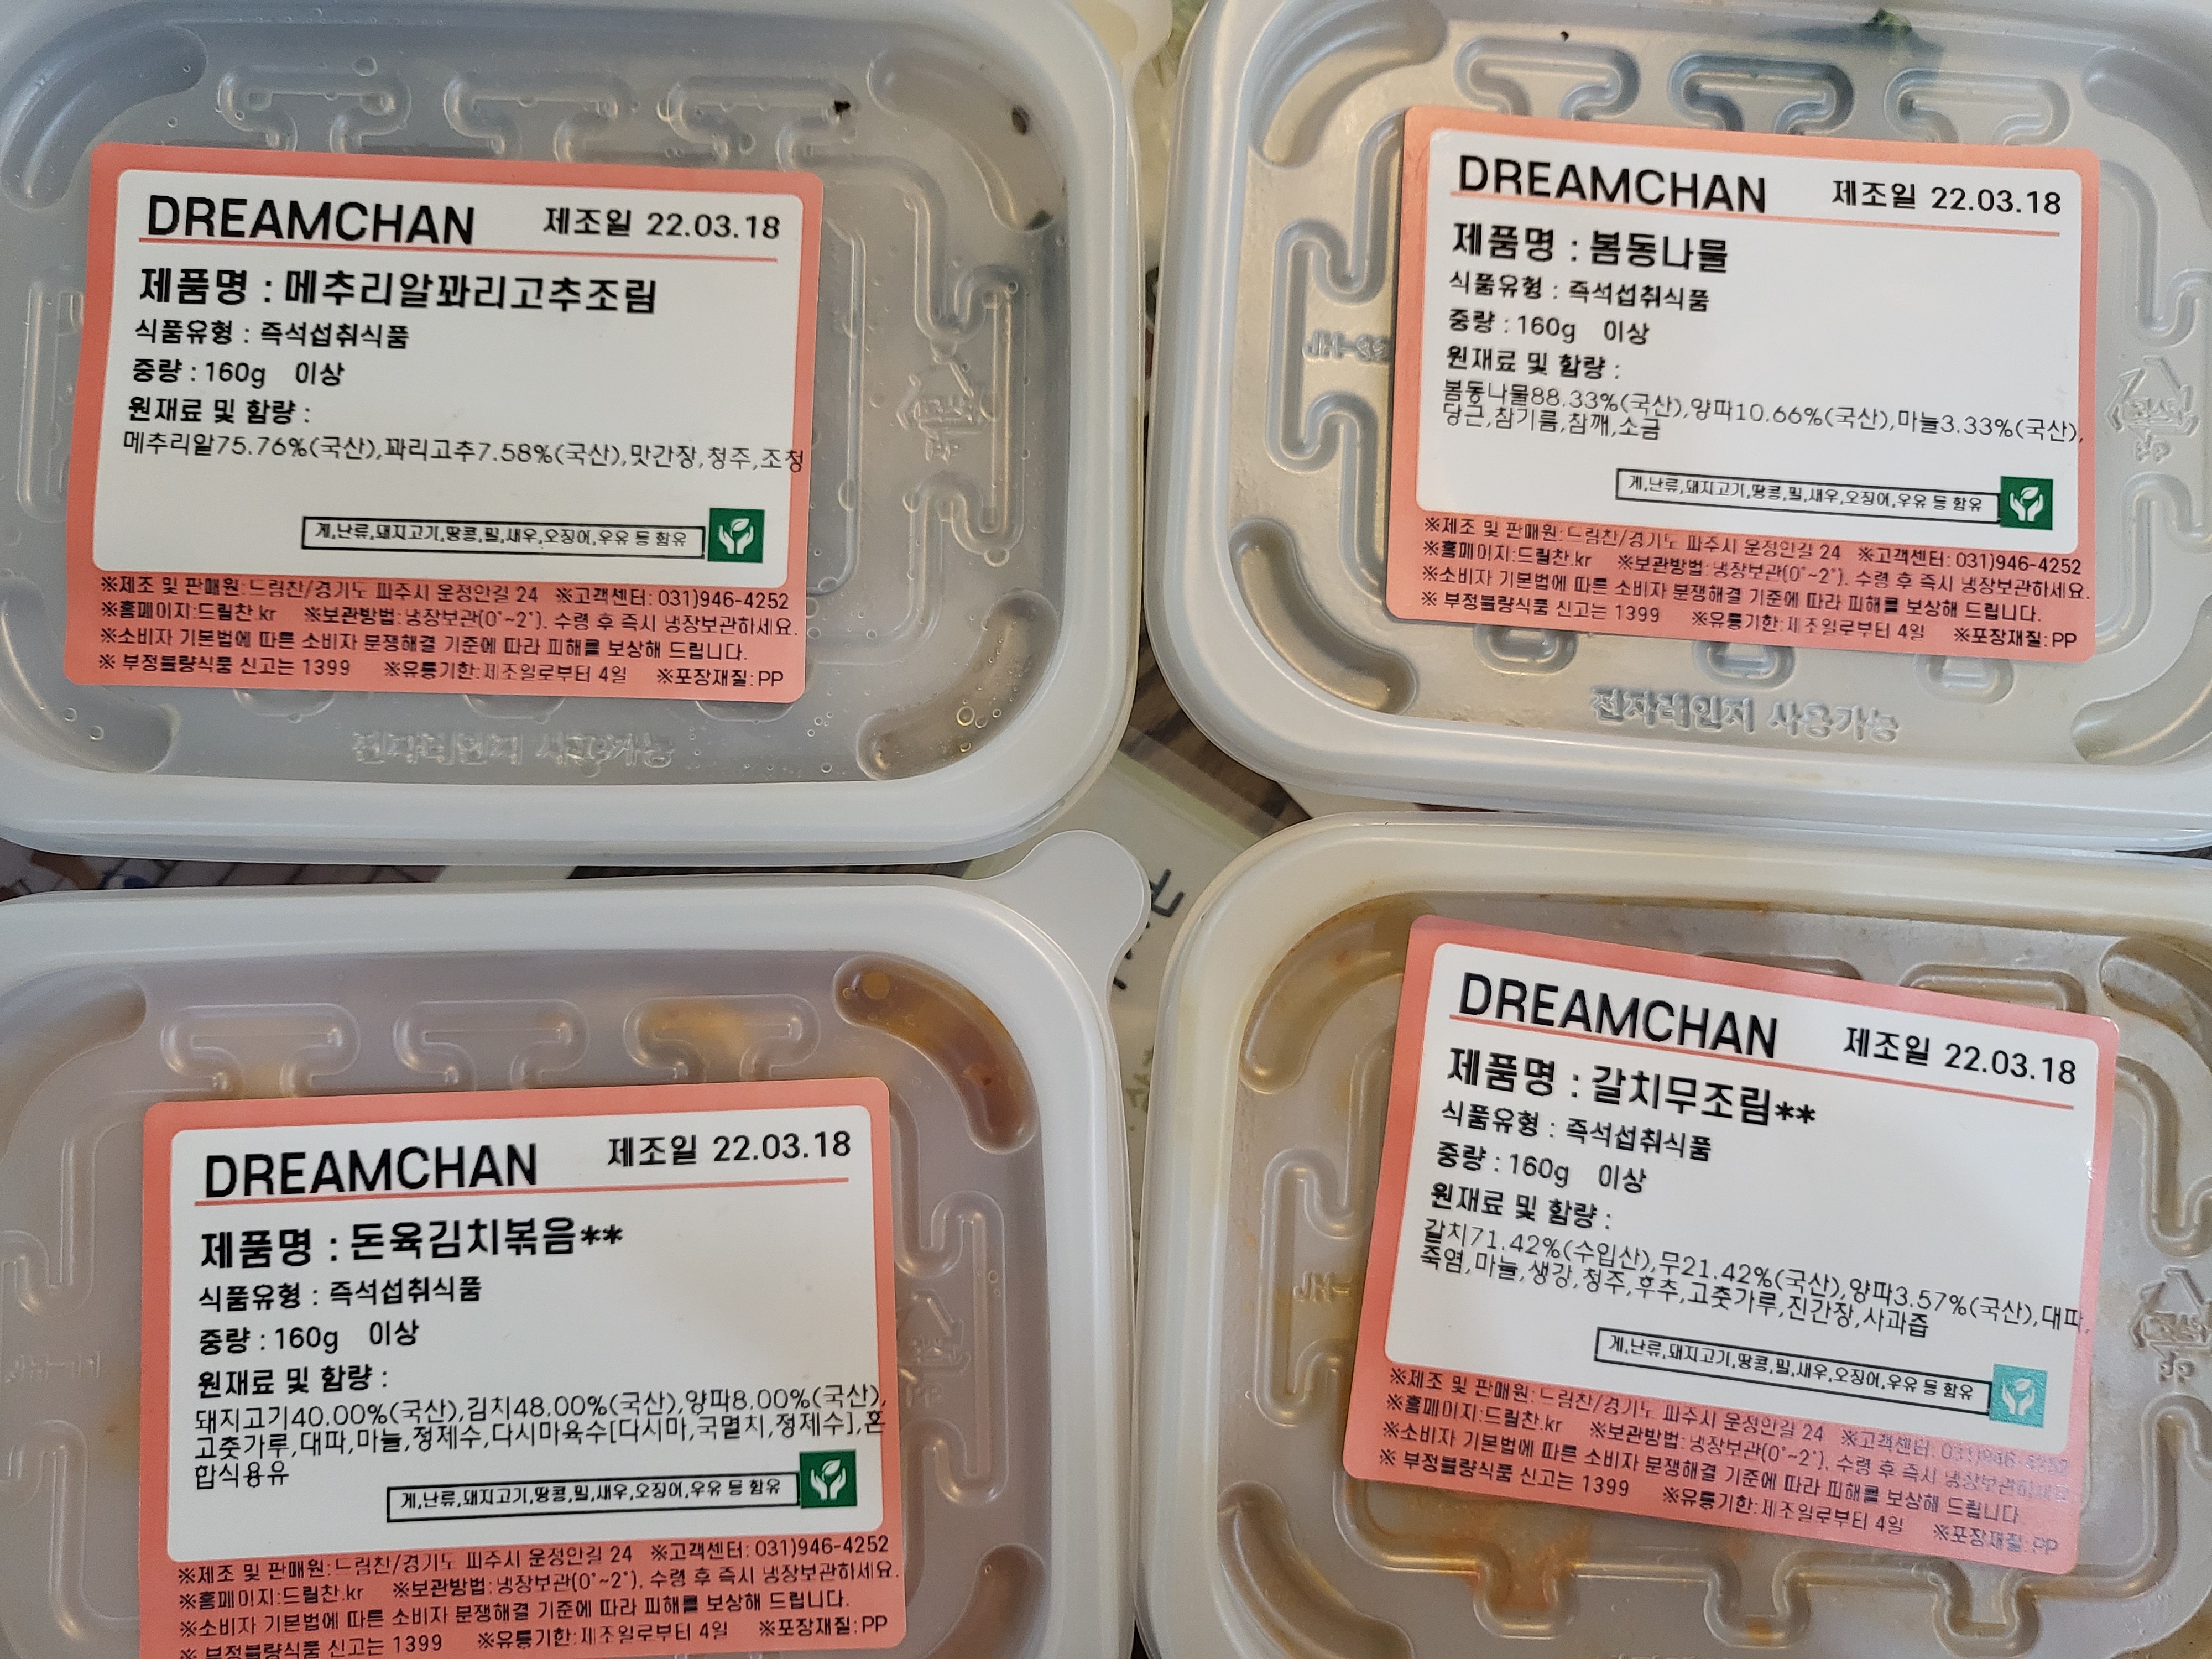 DREAMCHAN 제조일 22.03.18
제품명 : 메추리알꽈리고추조림
식품유형 : 즉석섭취식품
중량 : 160g 이상
원재료 및 함량 :
메추리알75.76%(국산),꽈리고추7.58%(국산),맛간장,청주,조청
게,난류,돼지고기,땅콩,밀,새우,오징어,우유 등 함유
※제조 및 판매원:드림찬/경기도 파주시 운정안길 24 ※고객센터: 031)946-4252
※홈페이지:드릴찬.kr ※보관방법:냉장보관(0°~2°). 수령 후 즉시 냉장보관하세요.
※소비자 기본법에 따른 소비자 분쟁해결 기준에 따라 피해를 보상해 드립니다.
※ 부정불량식품 신고는 1399 ※유통기한:제조일로부터 4일 ※포장재질:PP
전자레인지 사용가능
DREAMCHAN 제조일 22.03.18
제품명 : 봄동나물
식품유형 : 즉석섭취식품
중량 : 160g 이상
원재료 및 함량 :
봄동나물88.33%(국산),양파10.66%(국산),마늘3.33%(국산),
당근,참기름,참깨,소금
게,난류,돼지고기,땅콩,밀,새우,오징어,우유 등 함유
※제조 및 판매원:드림찬/경기도 파주시 운정안길 24 ※고객센터: 031)946-4252
※홈페이지:드릴찬.kr ※보관방법:냉장보관(0°~2°). 수령 후 즉시 냉장보관하세요.
※소비자 기본법에 따른 소비자 분쟁해결 기준에 따라 피해를 보상해 드립니다.
※ 부정불량식품 신고는 1399 ※유통기한:제조일로부터 4일 ※포장재질:PP
전자레인지 사용가능
DREAMCHAN 제조일 22.03.18
제품명 : 돈육김치볶음**
식품유형 : 즉석섭취식품
중량 : 160g 이상
원재료 및 함량 :
돼지고기40.00%(국산),김치48.00%(국산),양파8.00%(국산),
고춧가루,대파,마늘,정제수,다시마육수[다시마,국멸치,정제수],혼
합식용유
게,난류,돼지고기,땅콩,밀,새우,오징어,우유 등 함유
※제조 및 판매원:드림찬/경기도 파주시 운정안길 24 ※고객센터: 031)946-4252
※홈페이지:드릴찬.kr ※보관방법:냉장보관(0°~2°). 수령 후 즉시 냉장보관하세요.
※소비자 기본법에 따른 소비자 분쟁해결 기준에 따라 피해를 보상해 드립니다.
※ 부정불량식품 신고는 1399 ※유통기한:제조일로부터 4일 ※포장재질:PP
DREAMCHAN 제조일 22.03.18
제품명 : 갈치무조림**
식품유형 : 즉석섭취식품
중량 : 160g 이상
원재료 및 함량 :
갈치71.42%(수입산),무21.42%(국산),양파3.57%(국산),대파,
죽염,마늘,생강,청주,후추,고춧가루,진간장,사과즙
게,난류,돼지고기,땅콩,밀,새우,오징어,우유 등 함유
※제조 및 판매원:드림찬/경기도 파주시 운정안길 24 ※고객센터: 031)946-4252
※홈페이지:드릴찬.kr ※보관방법:냉장보관(0°~2°). 수령 후 즉시 냉장보관하세요.
※소비자 기본법에 따른 소비자 분쟁해결 기준에 따라 피해를 보상해 드립니다.
※ 부정불량식품 신고는 1399 ※유통기한:제조일로부터 4일 ※포장재질:PP